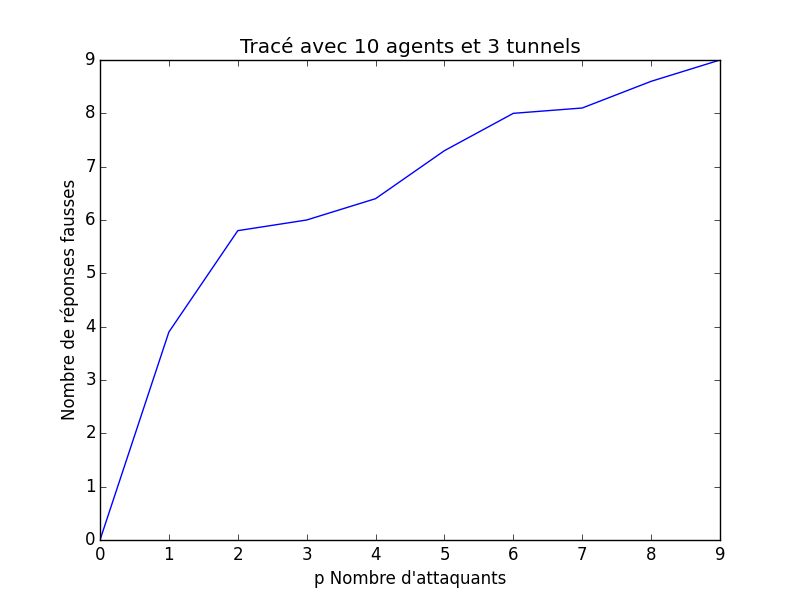 Tracé avec 10 agents et 3 tunnels
9
8
7
6
5
4
3
2
1
0
Nombre de réponses fausses
0 1 2 3 4 5 6 7 8 9
p Nombre d'attaquants